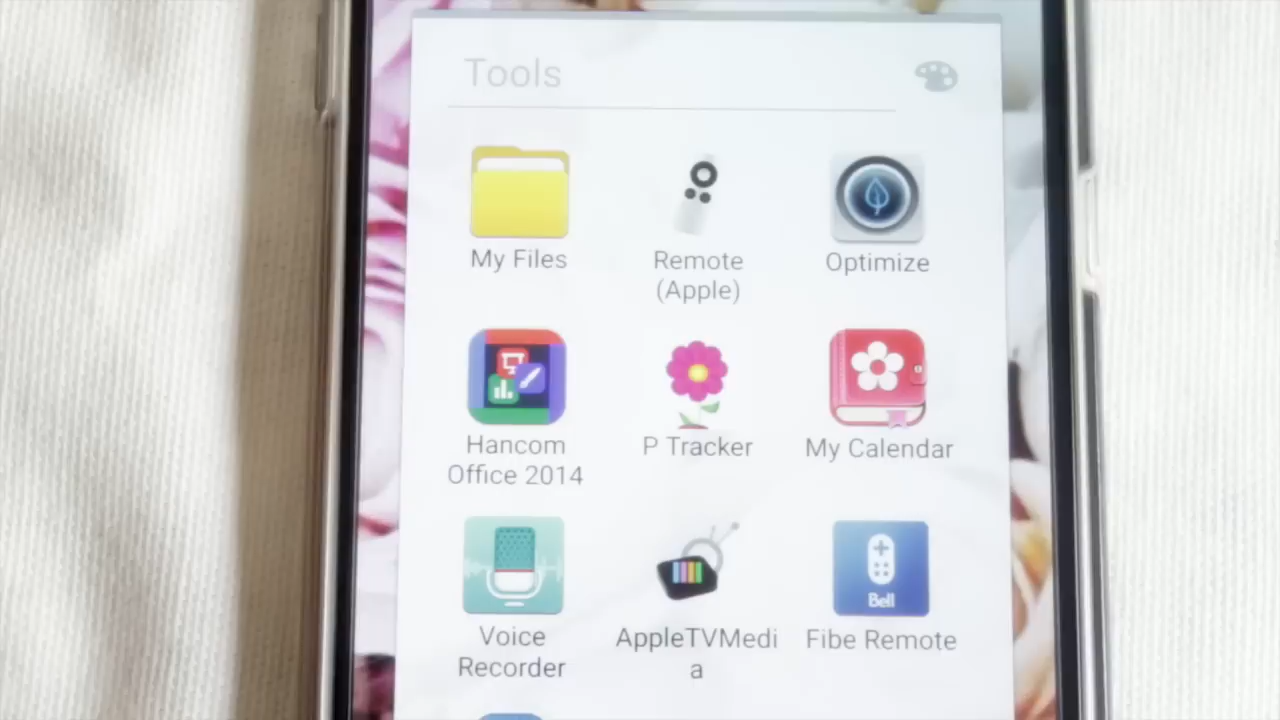 Tools
My Files
Remote
(Apple)
Optimize
Hancom
Office 2014
P Tracker
My Calendar
Bell
Voice
Recorder
AppleTVMedi
a
Fibe Remote